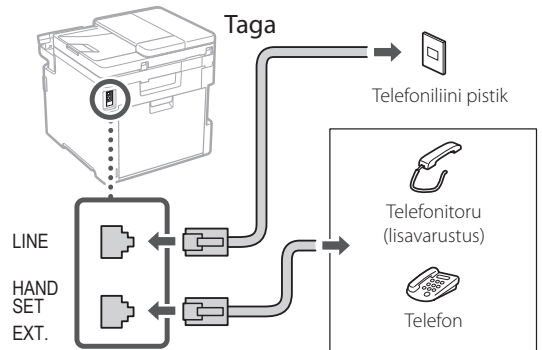 Taga
Telefoniliini pistik
Telefonitoru
(lisavarustus)
Telefon
LINE
HAND
SET
EXT.